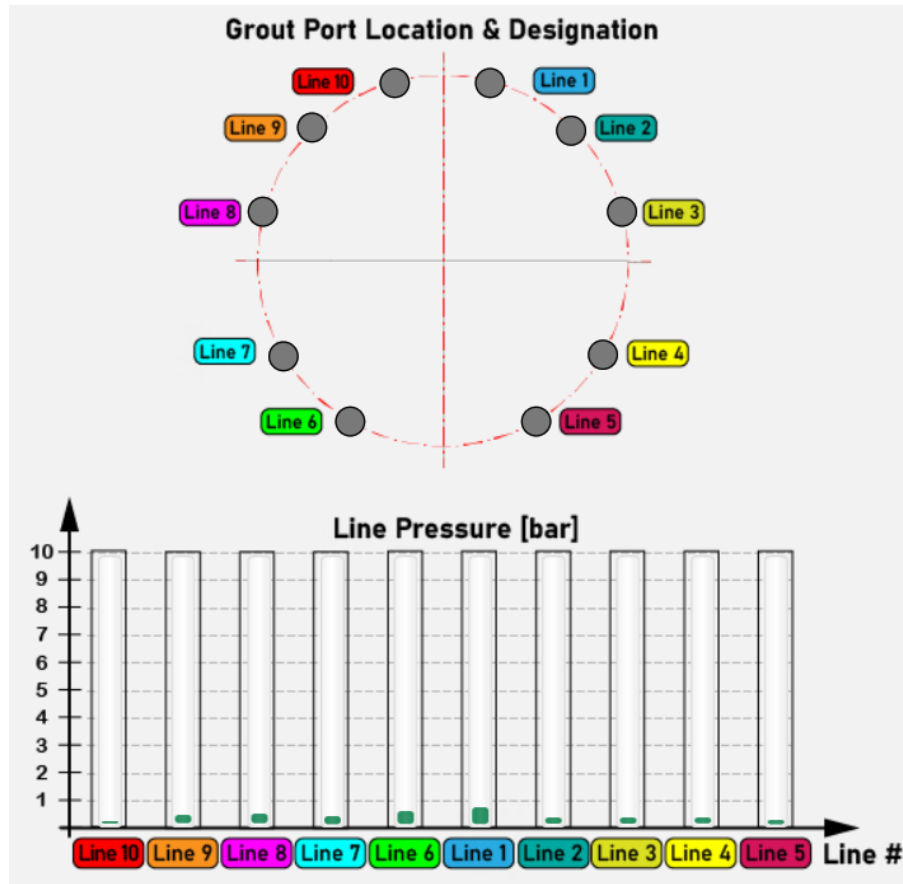 Grout Port Location & Designation
Line 10
Line 1
Line 9
Line 2
Line 8
Line 3
Line 7
Line 4
Line 6
Line 5
Line Pressure [bar]
10
9
8
7
6
5
4
3
2
1
Line 10 Line 9 Line 8 Line 7 Line 6 Line 1 Line 2 Line 3 Line 4 Line 5 Line #